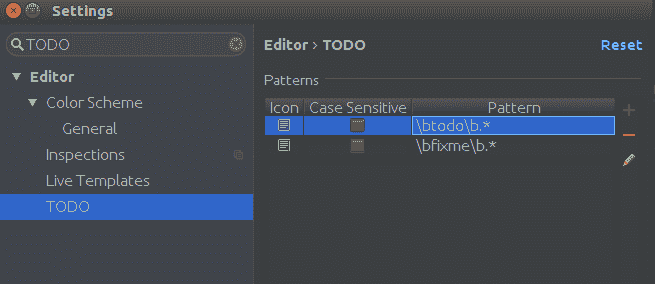 Settings
TODO
Editor
Color Scheme
General
Inspections
Live Templates
TODO
Editor › TODO Reset
Patterns
Icon Case Sensitive Pattern
\btodo\b.*
\bfixme\b.*